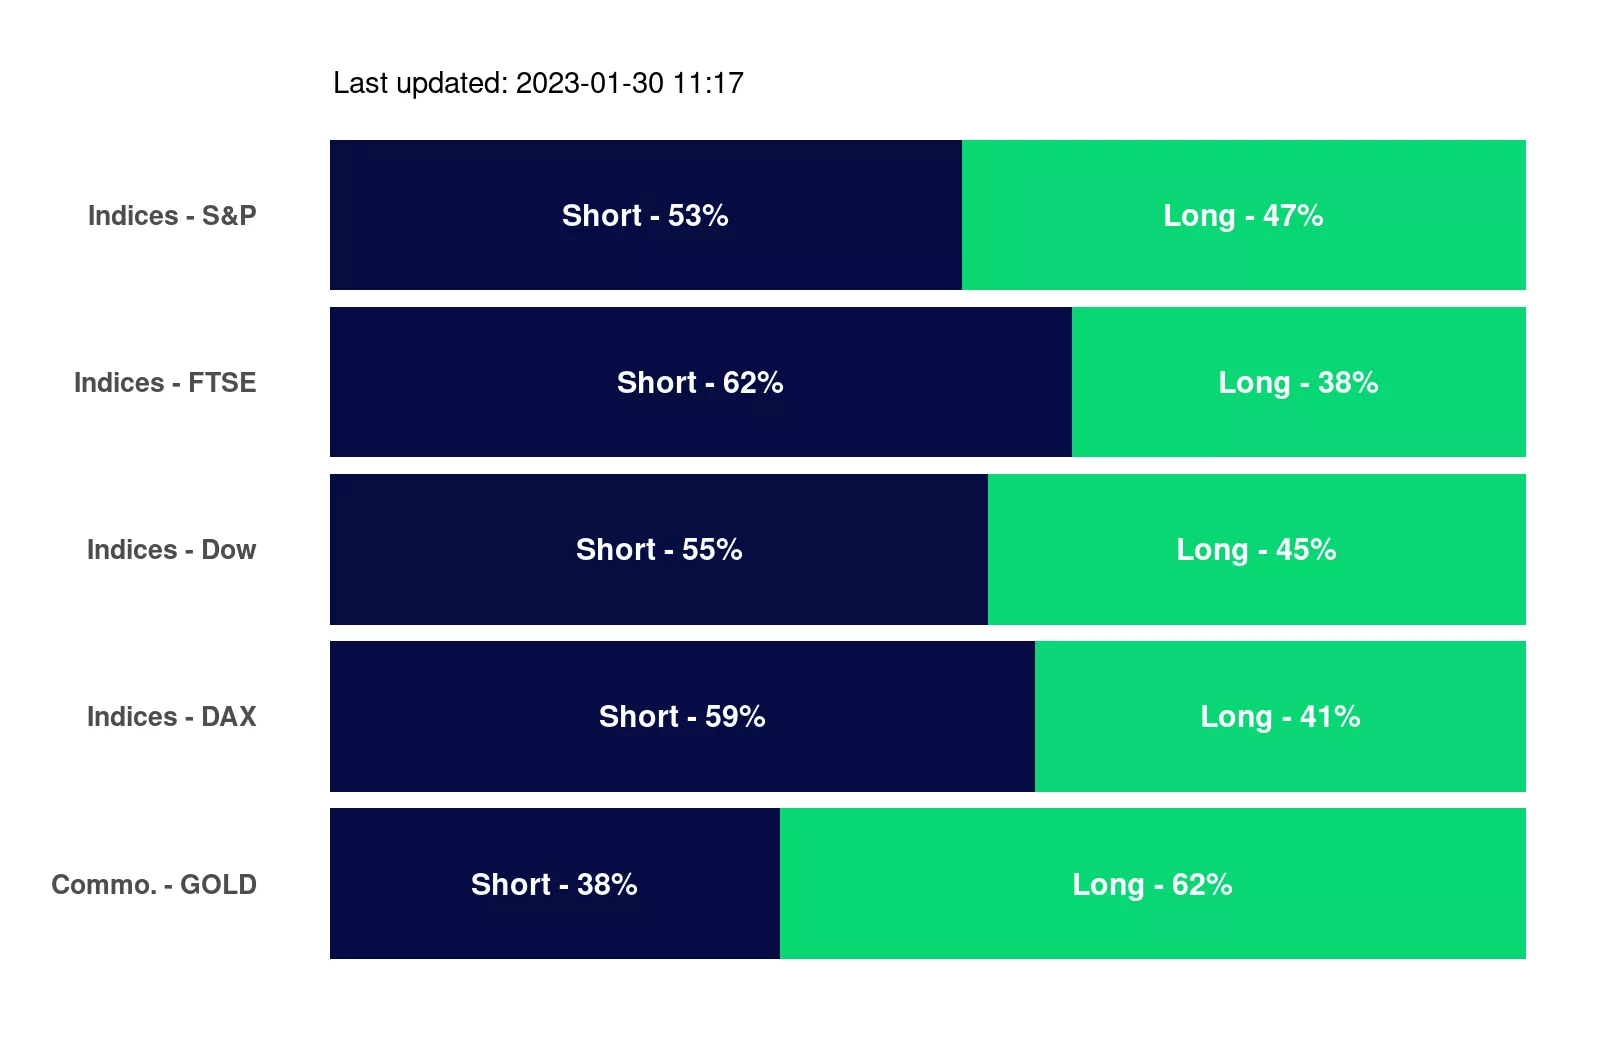 Last updated: 2023-01-30 11:17
Indices - S&P Short - 53% Long - 47%
Indices - FTSE Short - 62% Long - 38%
Indices - Dow Short - 55% Long - 45%
Indices - DAX Short - 59% Long - 41%
Commo. - GOLD Short - 38% Long - 62%